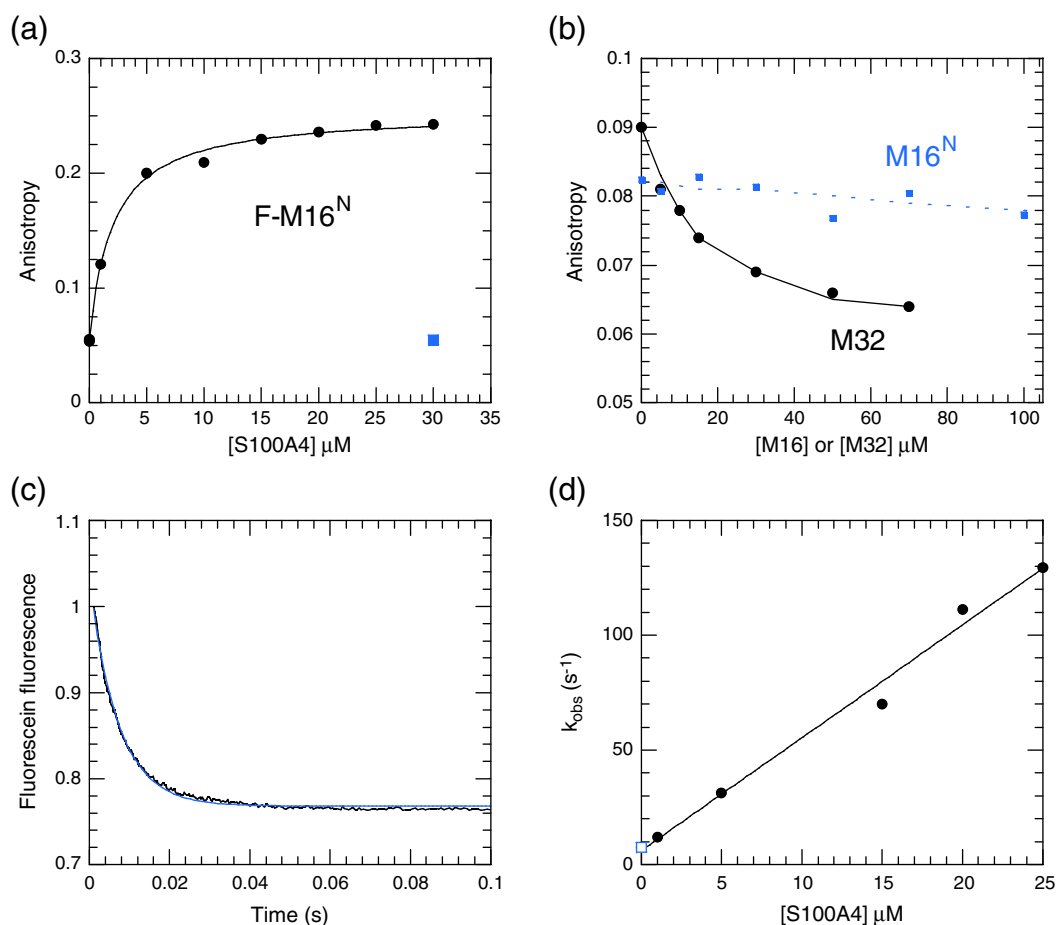 (a)
0.3
0.2
0.1
0
Anisotropy
F-M16^N
0 5 10 15 20 25 30 35
[S100A4] μM
(b)
0.1
0.09
0.08
0.07
0.06
0.05
Anisotropy
M16^N
M32
0 20 40 60 80 100
[M16] or [M32] μM
(c)
1.1
1
0.9
0.8
0.7
Fluorescein fluorescence
0 0.02 0.04 0.06 0.08 0.1
Time (s)
(d)
150
100
50
0
k_obs (s^-1)
0 5 10 15 20 25
[S100A4] μM